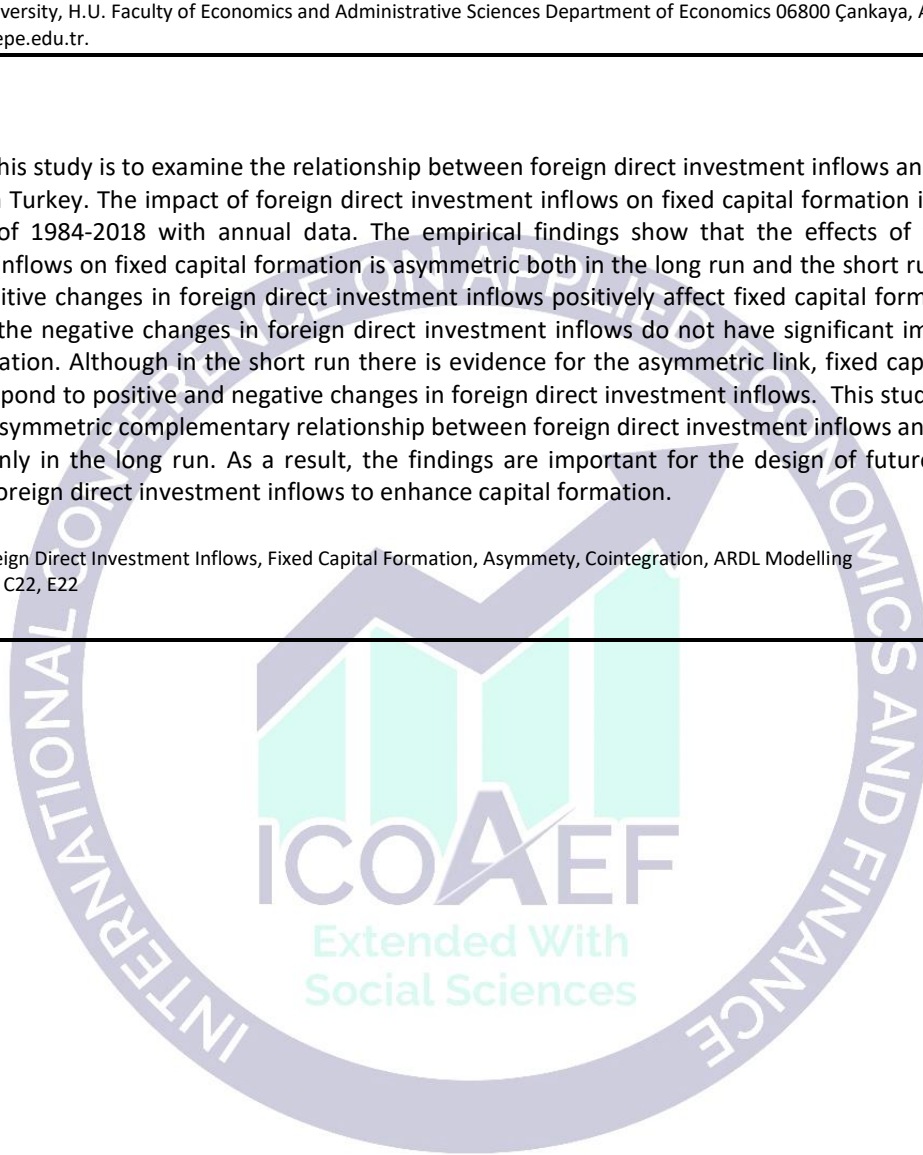 versity, H.U. Faculty of Economics and Administrative Sciences Department of Economics 06800 Çankaya, A
epe.edu.tr.
his study is to examine the relationship between foreign direct investment inflows an
n Turkey. The impact of foreign direct investment inflows on fixed capital formation i
of 1984-2018 with annual data. The empirical findings show that the effects of
inflows on fixed capital formation is asymmetric both in the long run and the short ru
itive changes in foreign direct investment inflows positively affect fixed capital form
the negative changes in foreign direct investment inflows do not have significant im
ation. Although in the short run there is evidence for the asymmetric link, fixed cap
pond to positive and negative changes in foreign direct investment inflows. This stud
symmetric complementary relationship between foreign direct investment inflows an
nly in the long run. As a result, the findings are important for the design of future
oreign direct investment inflows to enhance capital formation.
eign Direct Investment Inflows, Fixed Capital Formation, Asymmety, Cointegration, ARDL Modelling
C22, E22
INTERNATIONAL CONFERENCE ON APPLIED ECONOMICS AND FINANCE
ICOAEF
Extended With
Social Sciences